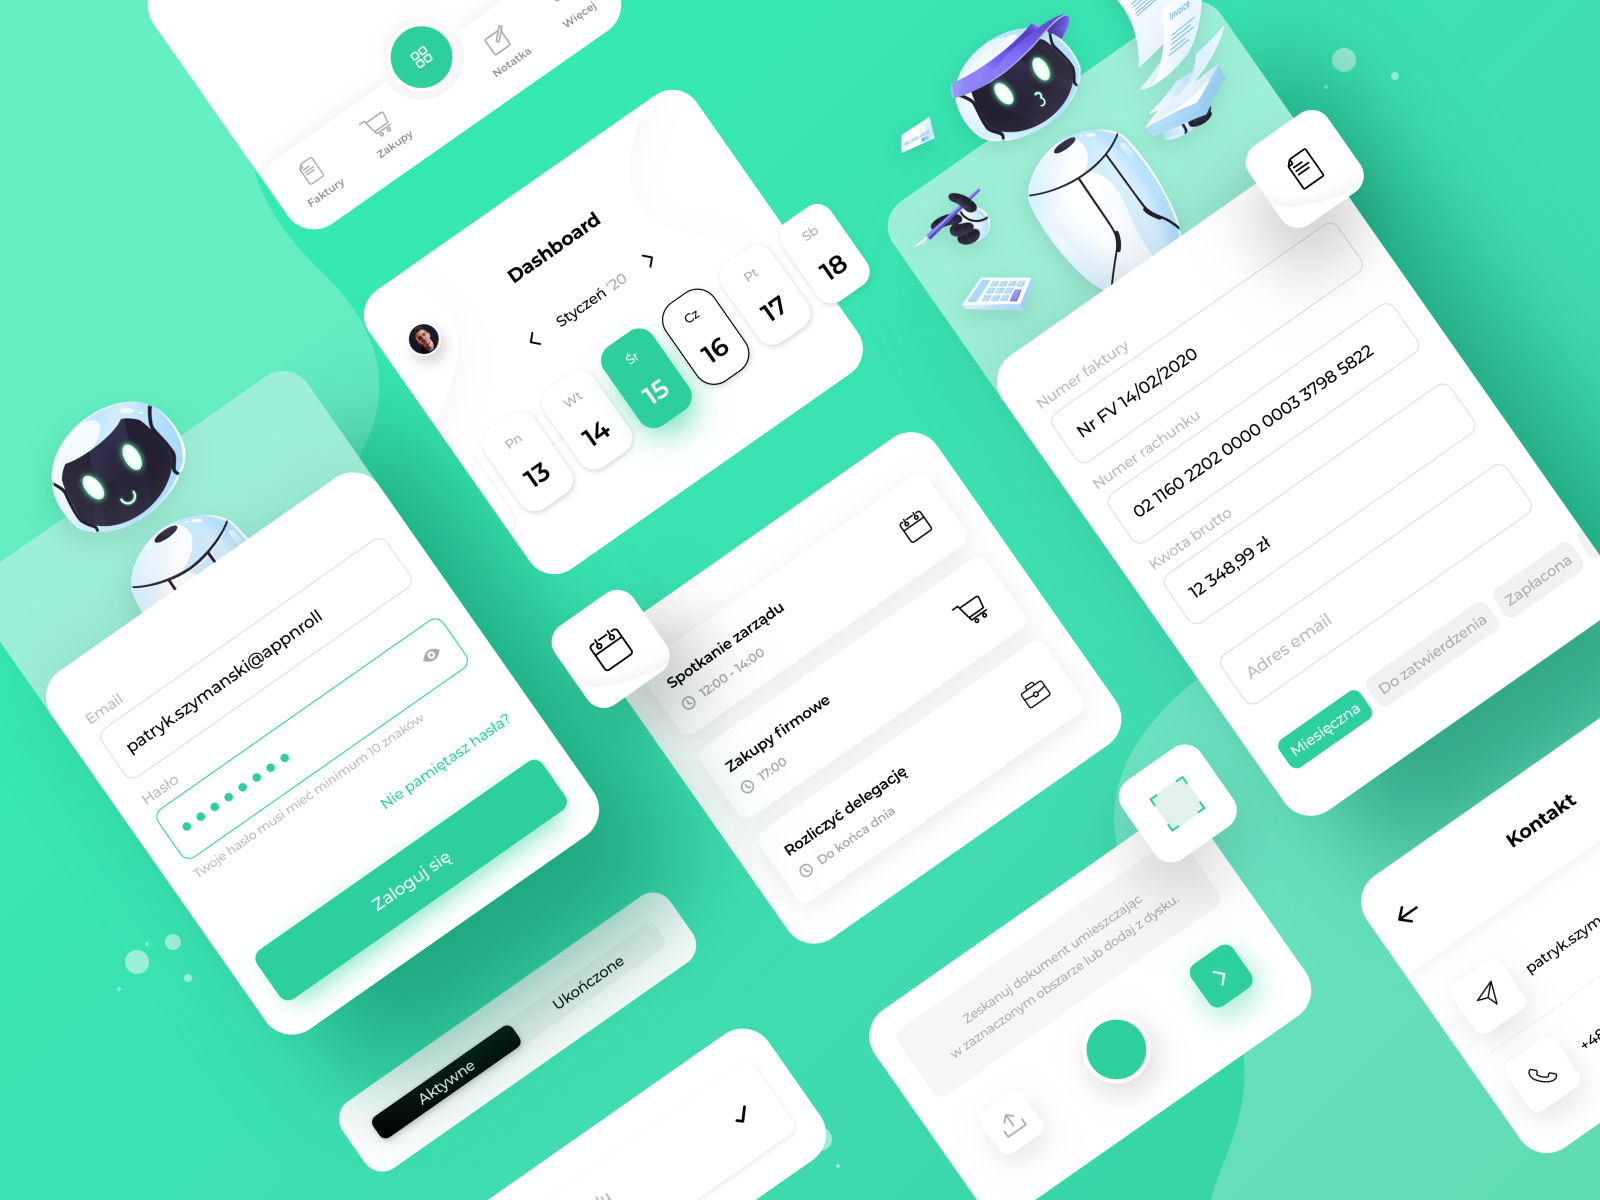 Faktury
Zakupy
Notatka
Więcej
Dashboard
Styczeń '20
Pn
13
Wt
14
Śr
15
Cz
16
Pt
17
Sb
18
Invoice
Numer faktury
Nr FV 14/02/2020
Numer rachunku
02 1160 2202 0000 0003 3798 5822
Kwota brutto
12 348,99 zł
Adres email
Miesięczna
Do zatwierdzenia
Zapłacona
Email
patryk.szymanski@appnroll
Hasło
Twoje hasło musi mieć minimum 10 znaków
Nie pamiętasz hasła?
Zaloguj się
Spotkanie zarządu
12:00 - 14:00
Zakupy firmowe
17:00
Rozliczyć delegację
Do końca dnia
Aktywne
Ukończone
Zeskanuj dokument umieszczając
w zaznaczonym obszarze lub dodaj z dysku.
Kontakt
patryk.szym
+48